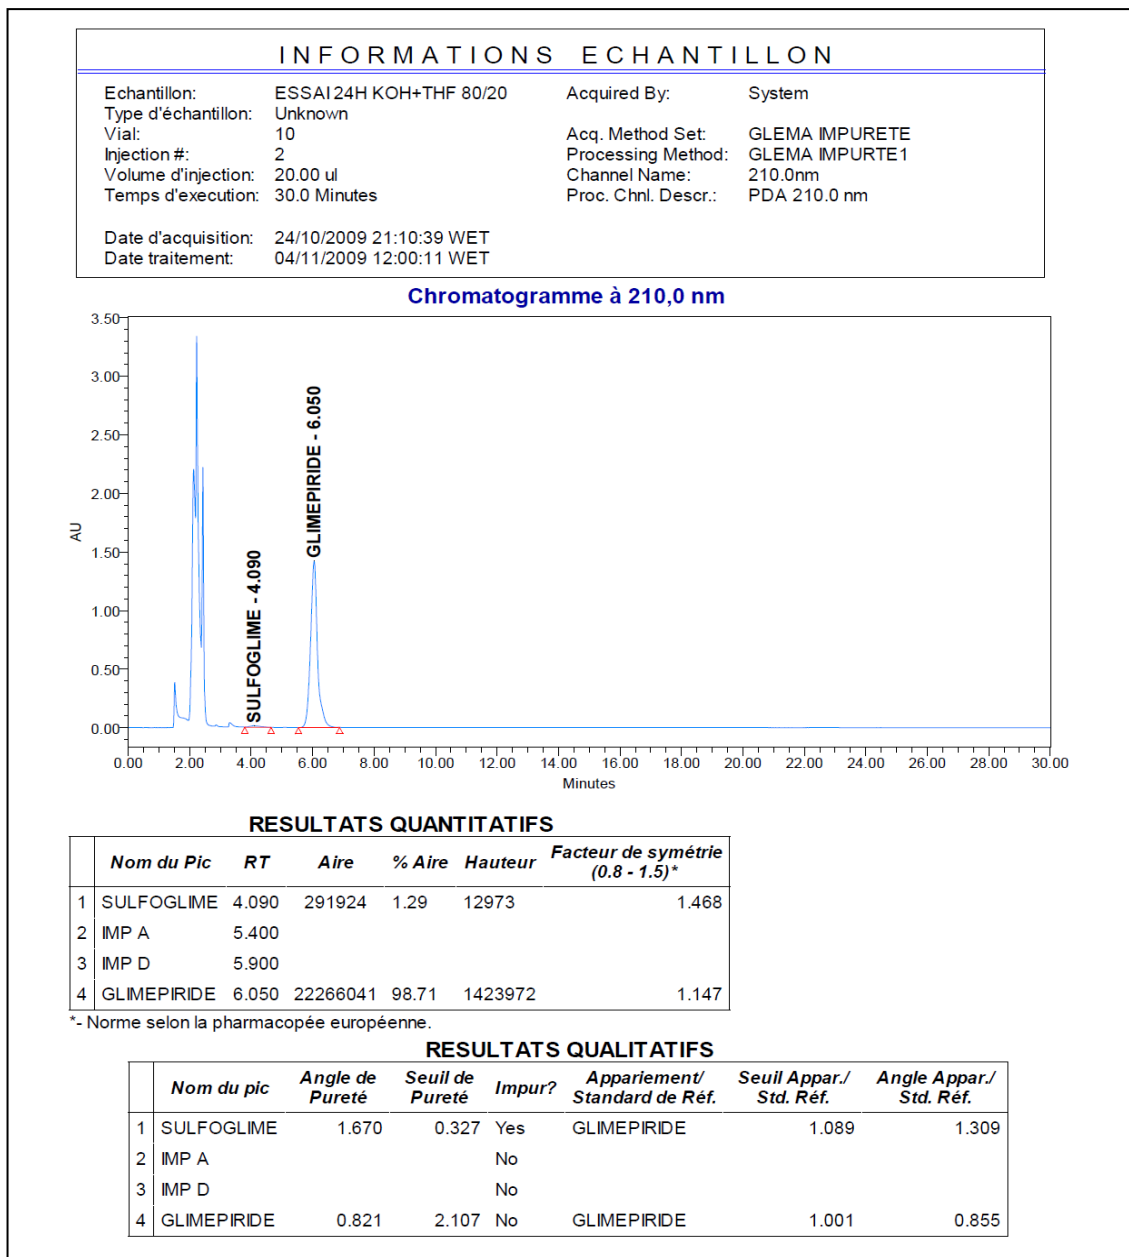 INFORMATIONS ECHANTILLON
Echantillon: ESSAI 24H KOH+THF 80/20 Acquired By: System
Type d'échantillon: Unknown
Vial: 10 Acq. Method Set: GLEMA IMPURETE
Injection #: 2 Processing Method: GLEMA IMPURTE1
Volume d'injection: 20.00 ul Channel Name: 210.0nm
Temps d'execution: 30.0 Minutes Proc. Chnl. Descr.: PDA 210.0 nm
Date d'acquisition: 24/10/2009 21:10:39 WET
Date traitement: 04/11/2009 12:00:11 WET
Chromatogramme à 210,0 nm
3.50
3.00
2.50
2.00
1.50
1.00
0.50
0.00
AU
SULFOGLIME - 4.090
GLIMEPIRIDE - 6.050
0.00 2.00 4.00 6.00 8.00 10.00 12.00 14.00 16.00 18.00 20.00 22.00 24.00 26.00 28.00 30.00
Minutes
RESULTATS QUANTITATIFS
Nom du Pic RT Aire % Aire Hauteur Facteur de symétrie (0.8 - 1.5)*
1 SULFOGLIME 4.090 291924 1.29 12973 1.468
2 IMP A 5.400
3 IMP D 5.900
4 GLIMEPIRIDE 6.050 22266041 98.71 1423972 1.147
*- Norme selon la pharmacopée européenne.
RESULTATS QUALITATIFS
Nom du pic Angle de Pureté Seuil de Pureté Impur? Appariement/ Standard de Réf. Seuil Appar./ Std. Réf. Angle Appar./ Std. Réf.
1 SULFOGLIME 1.670 0.327 Yes GLIMEPIRIDE 1.089 1.309
2 IMP A No
3 IMP D No
4 GLIMEPIRIDE 0.821 2.107 No GLIMEPIRIDE 1.001 0.855